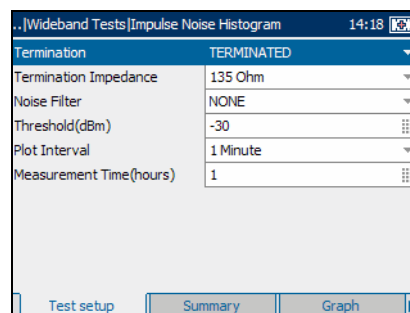 ..|Wideband Tests|Impulse Noise Histogram 14:18
Termination TERMINATED
Termination Impedance 135 Ohm
Noise Filter NONE
Threshold(dBm) -30
Plot Interval 1 Minute
Measurement Time(hours) 1
Test setup Summary Graph